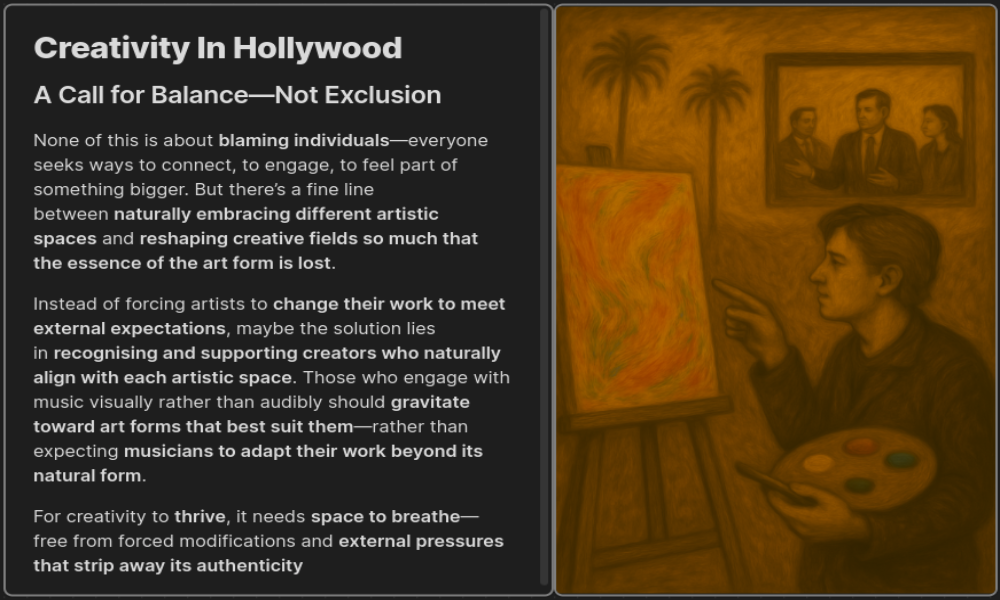 Creativity In Hollywood
A Call for Balance—Not Exclusion
None of this is about blaming individuals—everyone
seeks ways to connect, to engage, to feel part of
something bigger. But there’s a fine line
between naturally embracing different artistic
spaces and reshaping creative fields so much that
the essence of the art form is lost.
Instead of forcing artists to change their work to meet
external expectations, maybe the solution lies
in recognising and supporting creators who naturally
align with each artistic space. Those who engage with
music visually rather than audibly should gravitate
toward art forms that best suit them—rather than
expecting musicians to adapt their work beyond its
natural form.
For creativity to thrive, it needs space to breathe—
free from forced modifications and external pressures
that strip away its authenticity